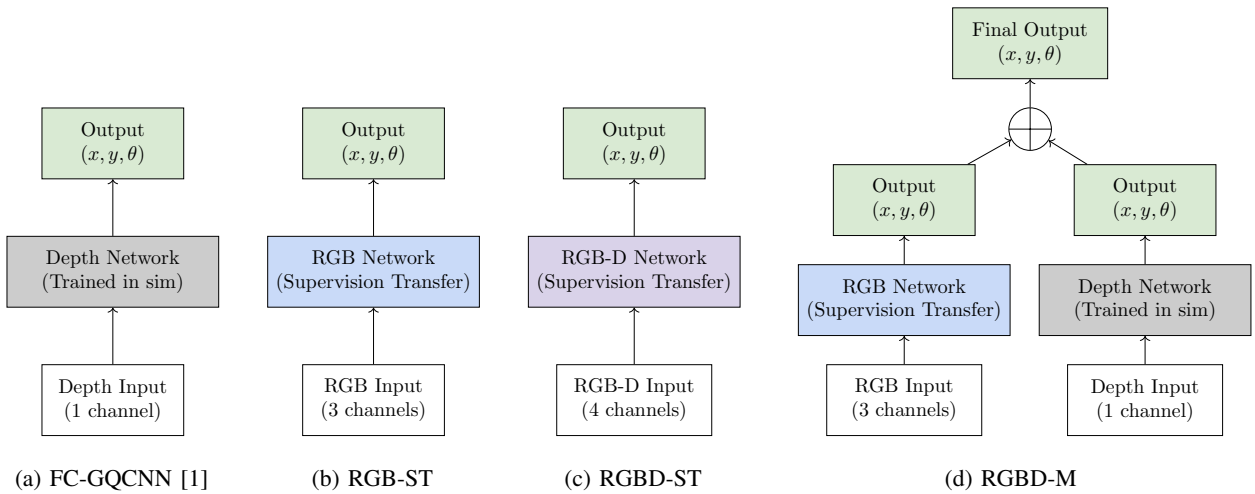 Output
(x, y, θ)
Depth Network
(Trained in sim)
Depth Input
(1 channel)
(a) FC-GQCNN [1]
Output
(x, y, θ)
RGB Network
(Supervision Transfer)
RGB Input
(3 channels)
(b) RGB-ST
Output
(x, y, θ)
RGB-D Network
(Supervision Transfer)
RGB-D Input
(4 channels)
(c) RGBD-ST
Final Output
(x, y, θ)
Output
(x, y, θ)
RGB Network
(Supervision Transfer)
RGB Input
(3 channels)
Output
(x, y, θ)
Depth Network
(Trained in sim)
Depth Input
(1 channel)
(d) RGBD-M